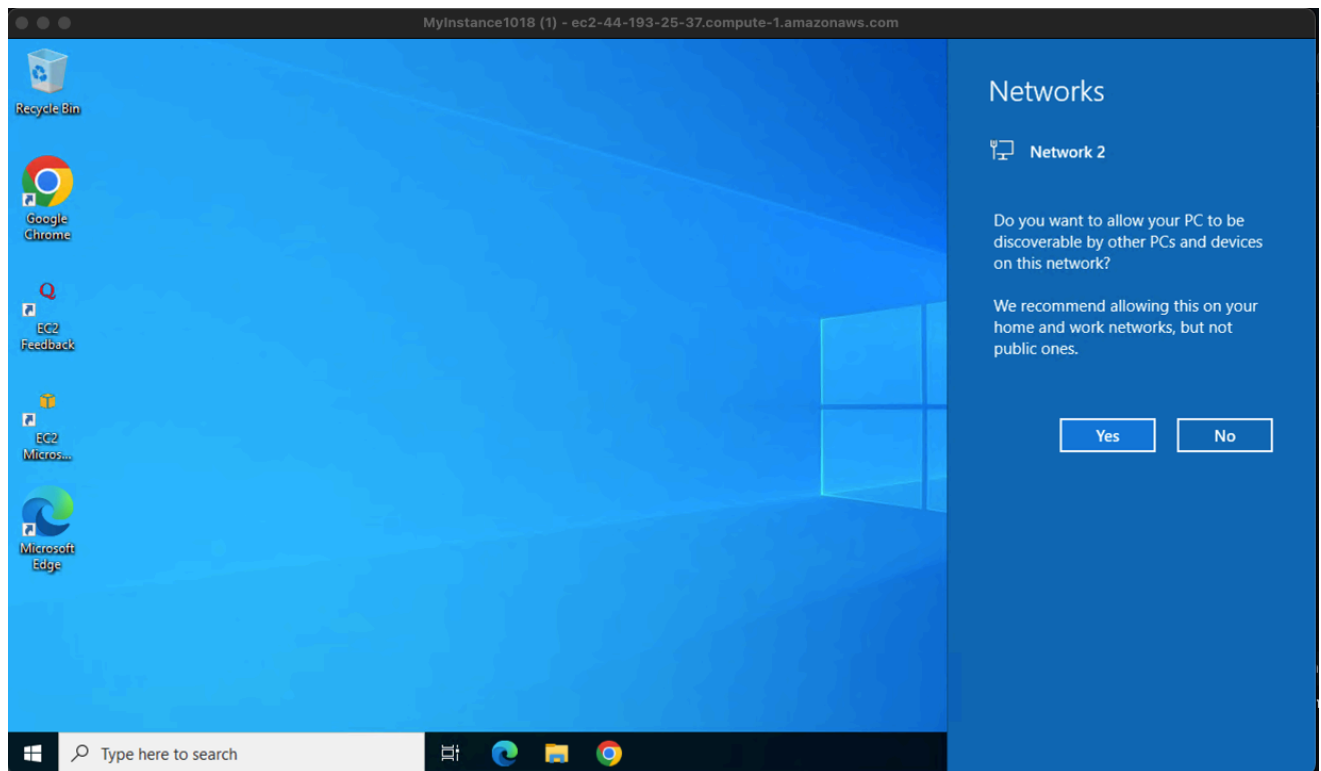 MyInstance1018 (1) - ec2-44-193-25-37.compute-1.amazonaws.com
Recycle Bin
Google
Chrome
EC2
Feedback
EC2
Micros...
Microsoft
Edge
Networks
Network 2
Do you want to allow your PC to be
discoverable by other PCs and devices
on this network?
We recommend allowing this on your
home and work networks, but not
public ones.
Yes
No
Type here to search